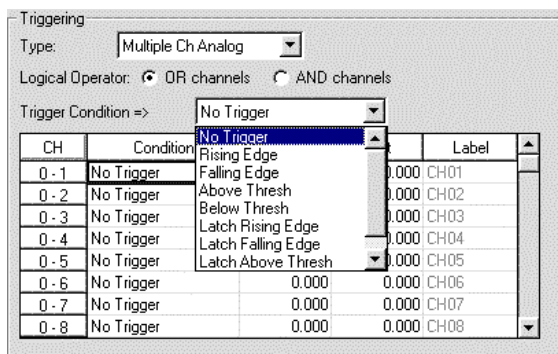 Triggering
Type: Multiple Ch Analog
Logical Operator: OR channels AND channels
Trigger Condition => No Trigger
No Trigger
Rising Edge
Falling Edge
Above Thresh
Below Thresh
Latch Rising Edge
Latch Falling Edge
Latch Above Thresh
CH Condition Label
0 - 1 No Trigger 0.000 CH01
0 - 2 No Trigger 0.000 CH02
0 - 3 No Trigger 0.000 CH03
0 - 4 No Trigger 0.000 CH04
0 - 5 No Trigger 0.000 CH05
0 - 6 No Trigger 0.000 0.000 CH06
0 - 7 No Trigger 0.000 0.000 CH07
0 - 8 No Trigger 0.000 0.000 CH08